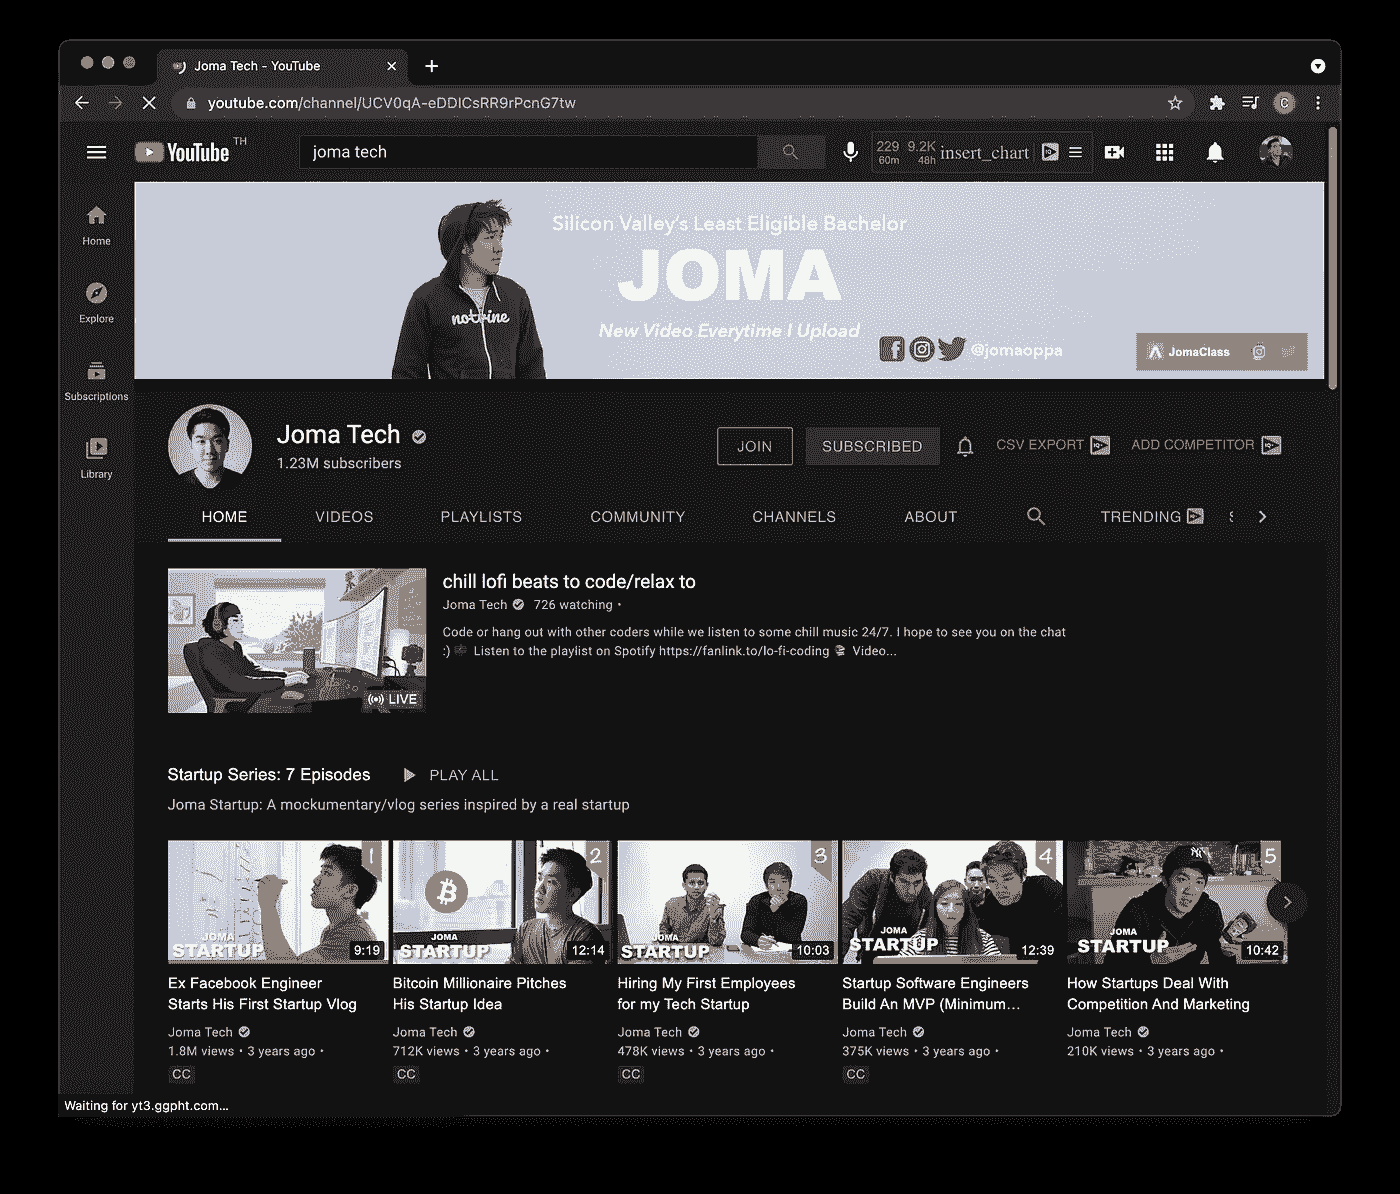 Joma Tech - YouTube
youtube.com/channel/UCV0qA-eDDICsRR9rPcnG7tw
C
YouTube TH
joma tech
229 9.2K insert_chart
60m 48h
Home
Explore
Subscriptions
Library
Silicon Valley's Least Eligible Bachelor
JOMA
New Video Everytime I Upload
@jomaoppa
JomaClass
Joma Tech
1.23M subscribers
JOIN SUBSCRIBED CSV EXPORT ADD COMPETITOR
HOME VIDEOS PLAYLISTS COMMUNITY CHANNELS ABOUT TRENDING
LIVE
chill lofi beats to code/relax to
Joma Tech 726 watching •
Code or hang out with other coders while we listen to some chill music 24/7. I hope to see you on the chat
:) Listen to the playlist on Spotify https://fanlink.to/lo-fi-coding Video...
Startup Series: 7 Episodes PLAY ALL
Joma Startup: A mockumentary/vlog series inspired by a real startup
1
JOMA
STARTUP
9:19
Ex Facebook Engineer
Starts His First Startup Vlog
Joma Tech
1.8M views • 3 years ago •
CC
2
JOMA
STARTUP
12:14
Bitcoin Millionaire Pitches
His Startup Idea
Joma Tech
712K views • 3 years ago •
CC
3
JOMA
STARTUP
10:03
Hiring My First Employees
for my Tech Startup
Joma Tech
478K views • 3 years ago •
CC
4
JOMA
STARTUP
12:39
Startup Software Engineers
Build An MVP (Minimum...
Joma Tech
375K views • 3 years ago •
CC
5
JOMA
STARTUP
10:42
How Startups Deal With
Competition And Marketing
Joma Tech
210K views • 3 years ago •
Waiting for yt3.ggpht.com...